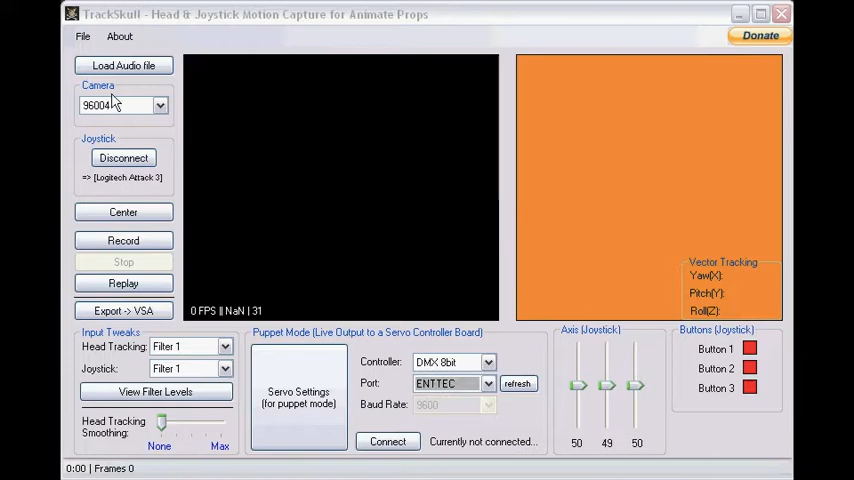 TrackSkull - Head & Joystick Motion Capture for Animate Props
File About
Donate
Load Audio file
Camera
96004
Joystick
Disconnect
=> [Logitech Attack 3]
Center
Record
Stop
Replay
Export -> VSA
0 FPS || NaN | 31
Vector Tracking
Yaw(X):
Pitch(Y):
Roll(Z):
Input Tweaks
Head Tracking: Filter 1
Joystick: Filter 1
View Filter Levels
Head Tracking
Smoothing:
None Max
Puppet Mode (Live Output to a Servo Controller Board)
Servo Settings
(for puppet mode)
Controller: DMX 8bit
Port: ENTTEC refresh
Baud Rate: 9600
Connect Currently not connected...
Axis (Joystick)
50 49 50
Buttons (Joystick)
Button 1
Button 2
Button 3
0:00 | Frames 0